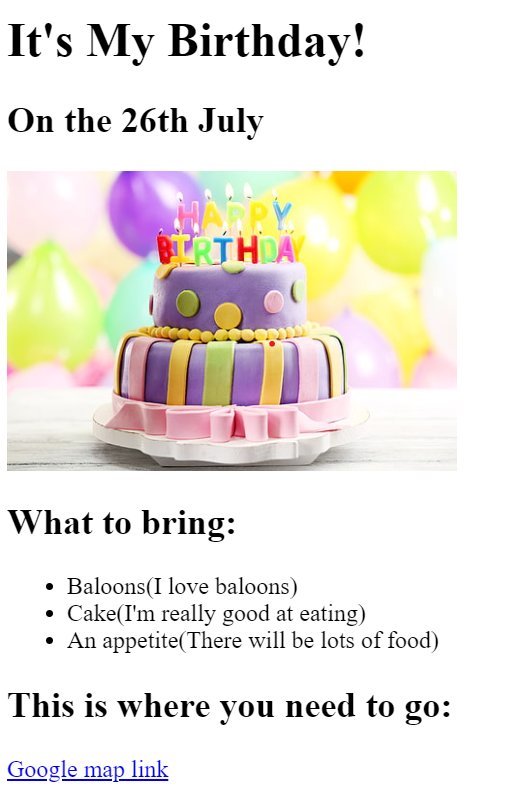 It's My Birthday!
On the 26th July
HAPPY
BIRTHDAY
What to bring:
Baloons(I love baloons)
Cake(I'm really good at eating)
An appetite(There will be lots of food)
This is where you need to go:
Google map link